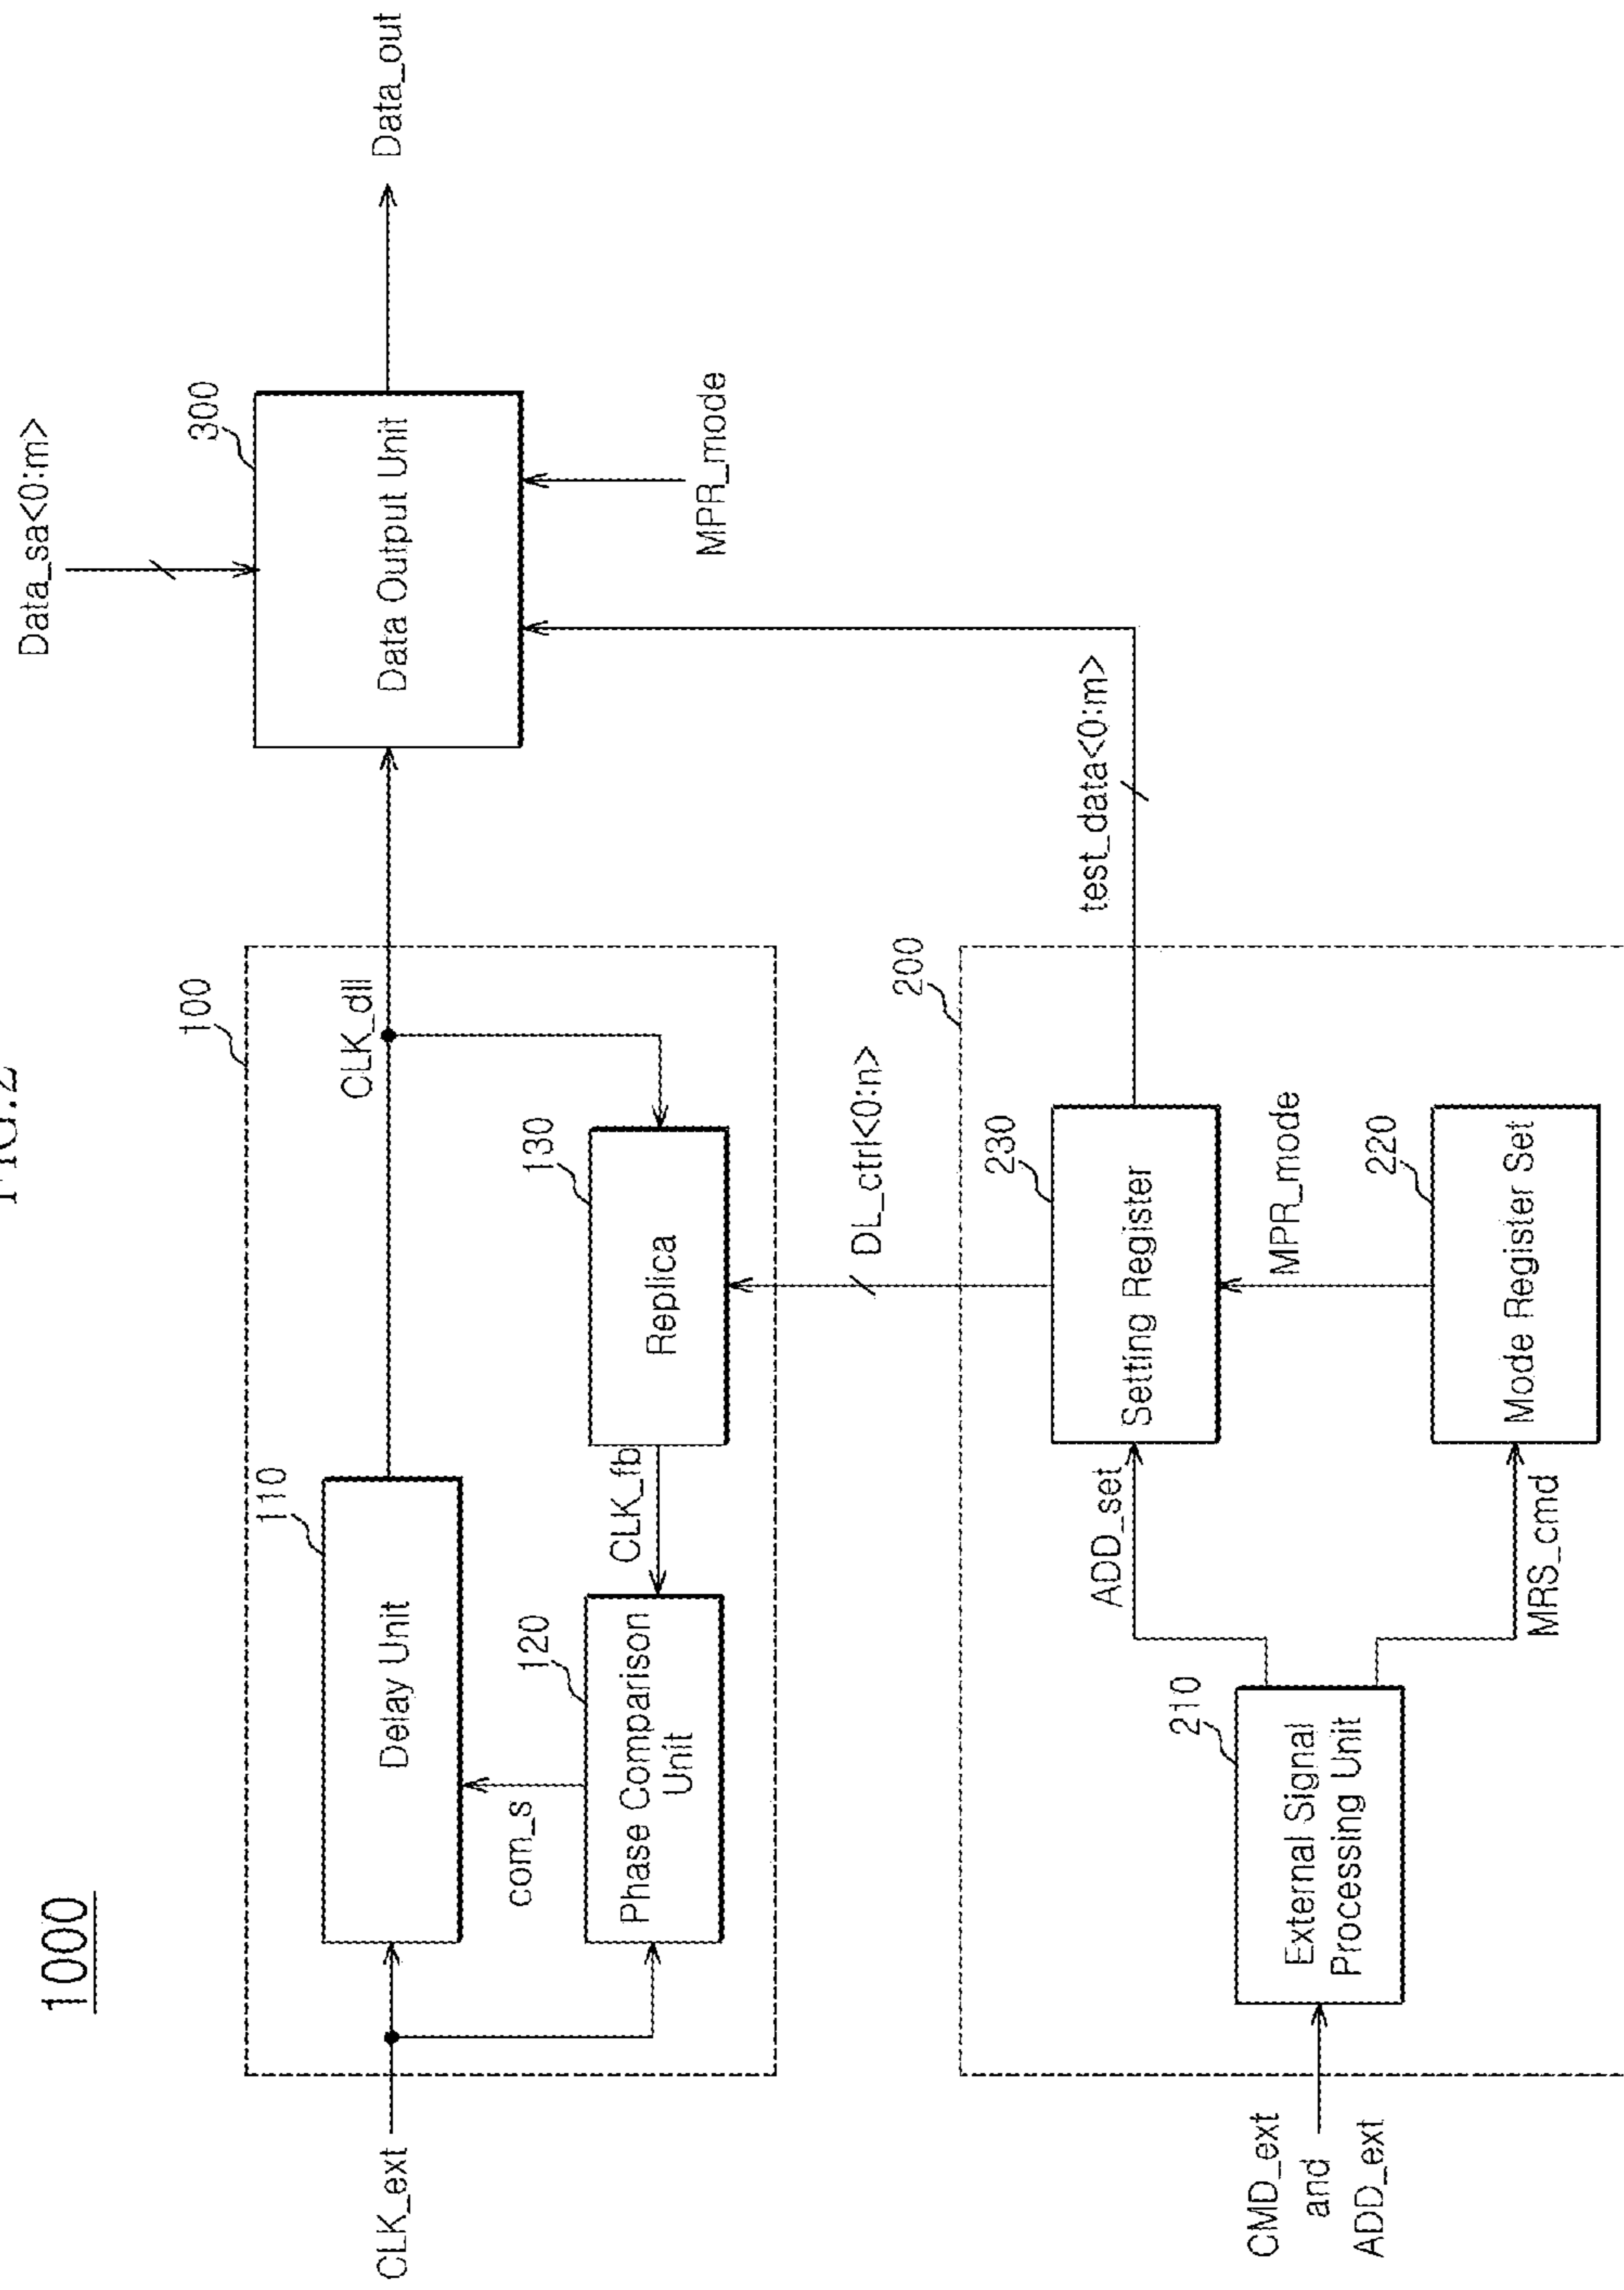 FIG.2
1000
100
CLK_ext
110
Delay Unit
CLK_dll
com_s
120
Phase Comparison
Unit
CLK_fb
130
Replica
Data_sa<0:m>
300
Data Output Unit
Data_out
MPR_mode
DL_ctrl<0:n>
test_data<0:m>
200
CMD_ext
and
ADD_ext
210
External Signal
Processing Unit
ADD_set
MRS_cmd
230
Setting Register
MPR_mode
220
Mode Register Set